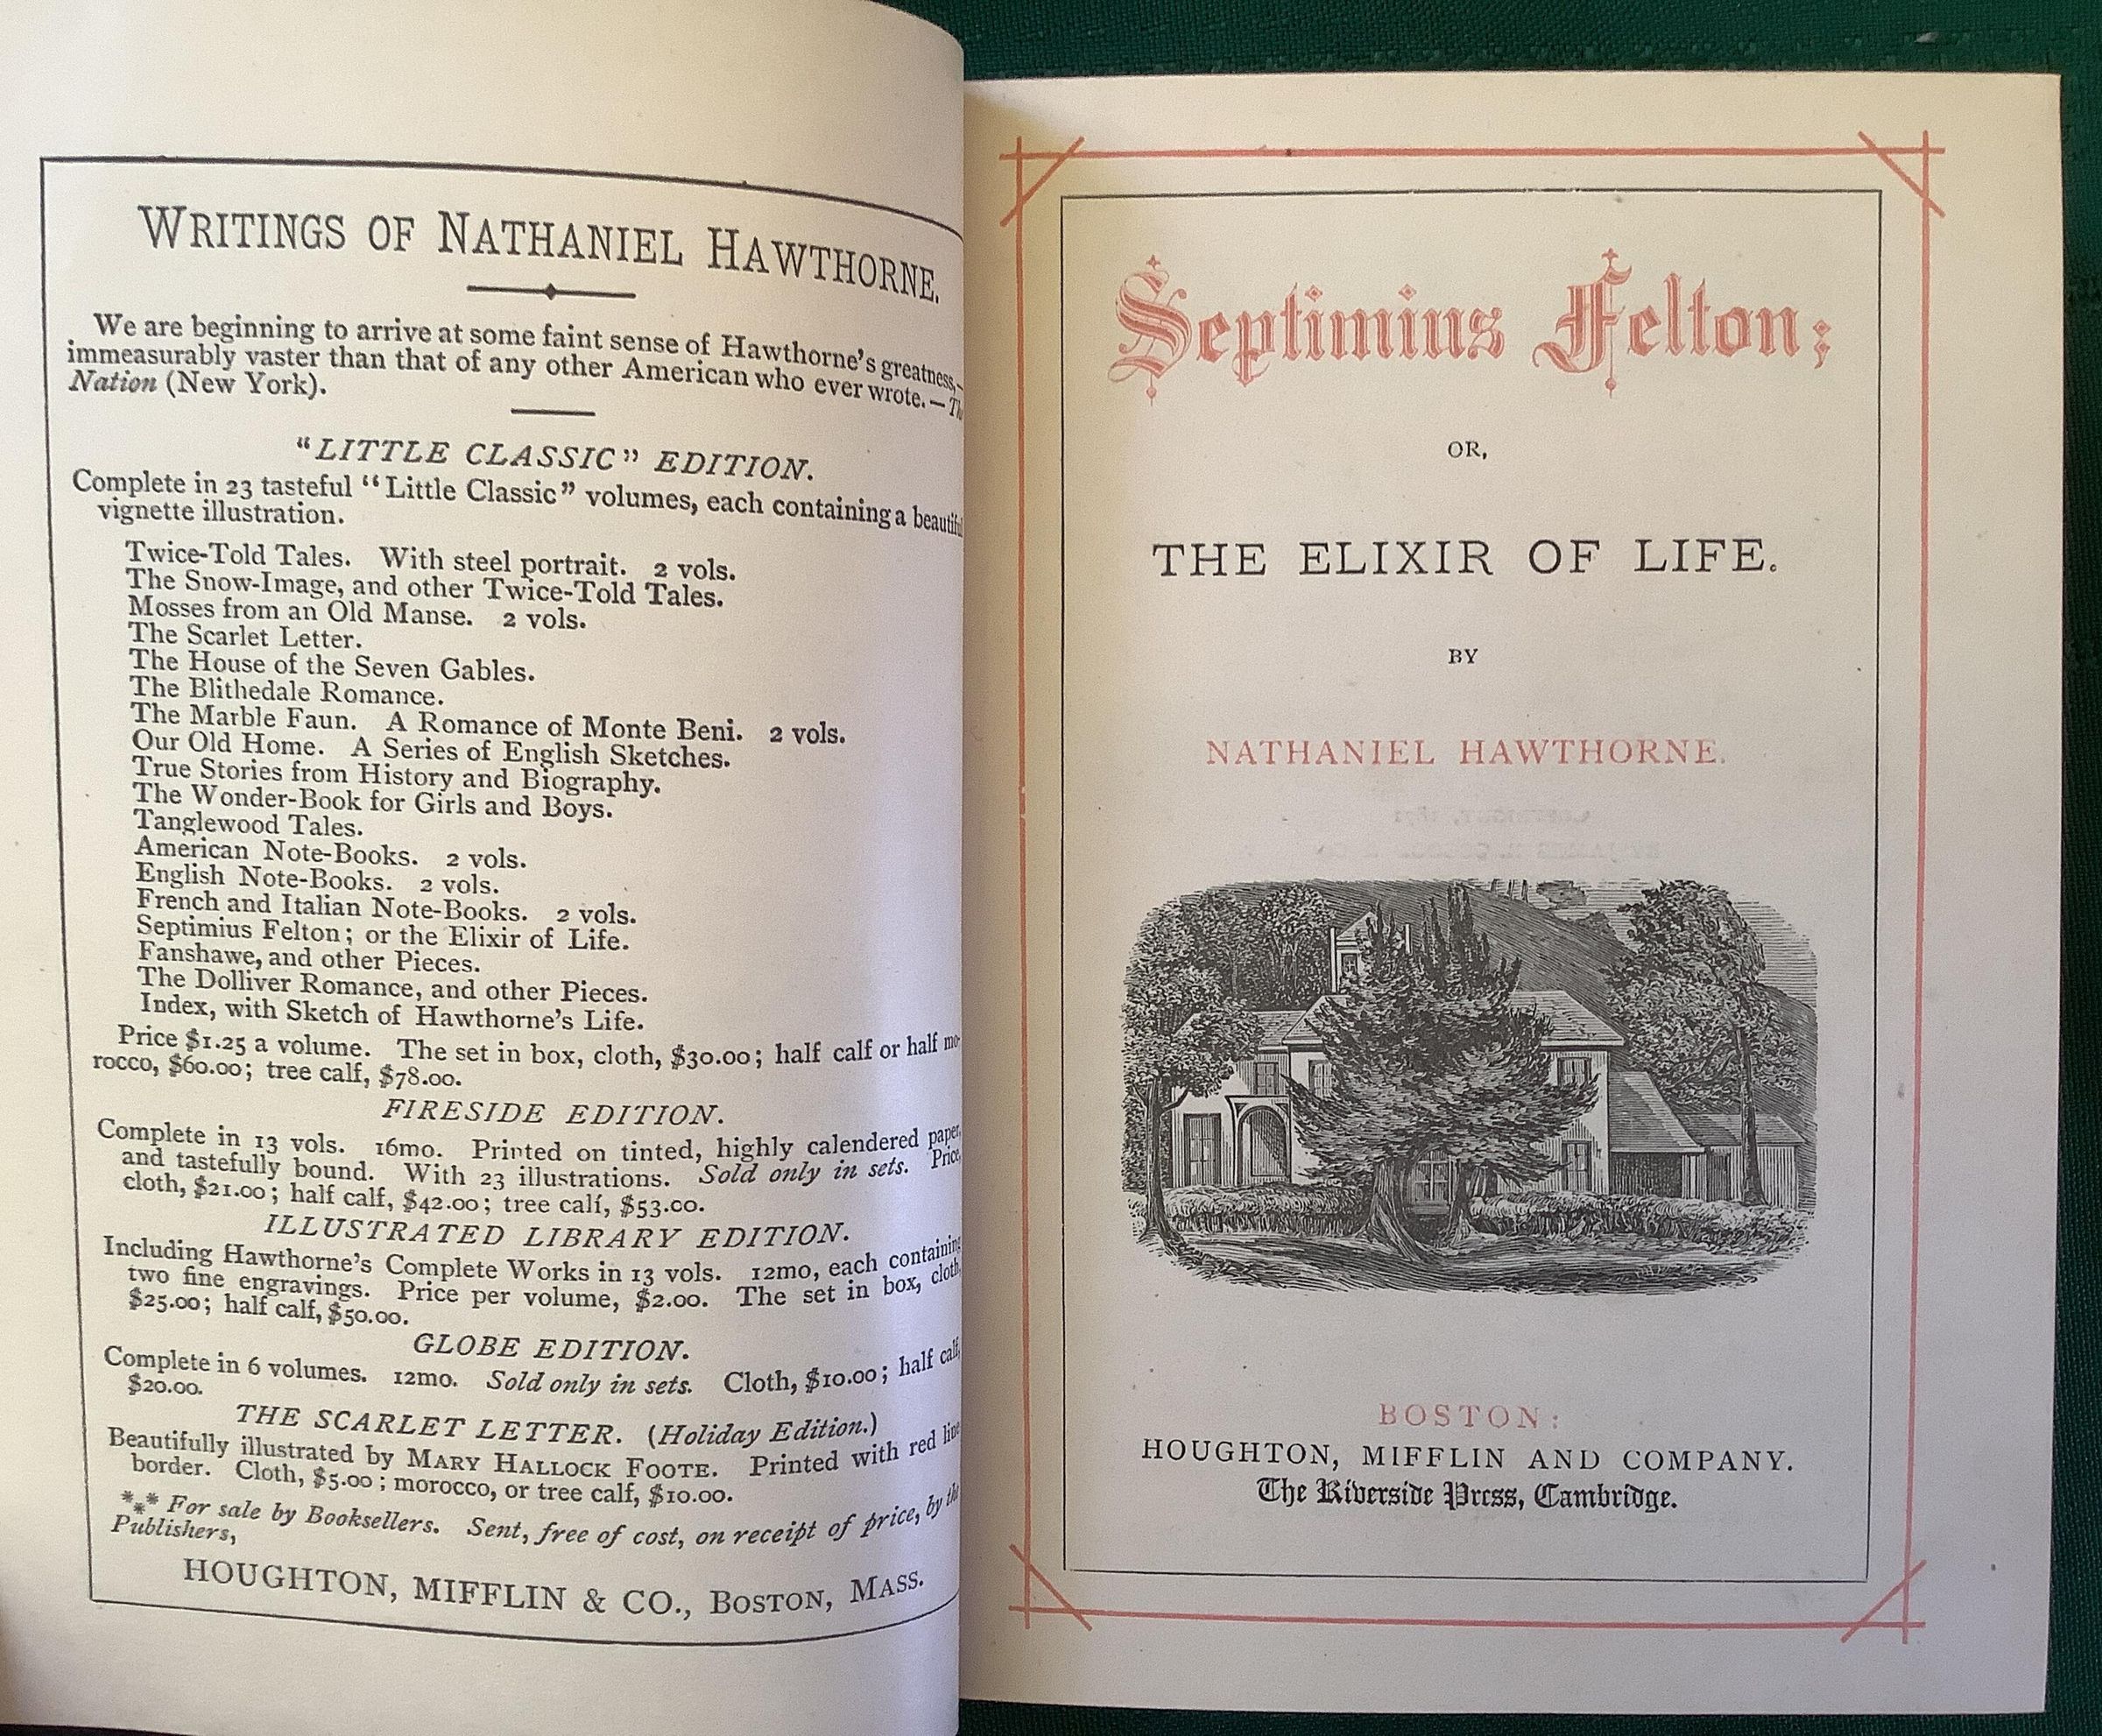 WRITINGS OF NATHANIEL HAWTHORNE.
We are beginning to arrive at some faint sense of Hawthorne's greatness,—
immeasurably vaster than that of any other American who ever wrote. — The
Nation (New York).
"LITTLE CLASSIC" EDITION.
Complete in 23 tasteful "Little Classic" volumes, each containing a beautiful
vignette illustration.
Twice-Told Tales. With steel portrait. 2 vols.
The Snow-Image, and other Twice-Told Tales.
Mosses from an Old Manse. 2 vols.
The Scarlet Letter.
The House of the Seven Gables.
The Blithedale Romance.
The Marble Faun. A Romance of Monte Beni. 2 vols.
Our Old Home. A Series of English Sketches.
True Stories from History and Biography.
The Wonder-Book for Girls and Boys.
Tanglewood Tales.
American Note-Books. 2 vols.
English Note-Books. 2 vols.
French and Italian Note-Books. 2 vols.
Septimius Felton; or the Elixir of Life.
Fanshawe, and other Pieces.
The Dolliver Romance, and other Pieces.
Index, with Sketch of Hawthorne's Life.
Price $1.25 a volume. The set in box, cloth, $30.00; half calf or half mo-
rocco, $60.00; tree calf, $78.00.
FIRESIDE EDITION.
Complete in 13 vols. 16mo. Printed on tinted, highly calendered paper,
and tastefully bound. With 23 illustrations. Sold only in sets. Price,
cloth, $21.00; half calf, $42.00; tree calf, $53.00.
ILLUSTRATED LIBRARY EDITION.
Including Hawthorne's Complete Works in 13 vols. 12mo, each containing
two fine engravings. Price per volume, $2.00. The set in box, cloth,
$25.00; half calf, $50.00.
GLOBE EDITION.
Complete in 6 volumes. 12mo. Sold only in sets. Cloth, $10.00; half calf,
$20.00.
THE SCARLET LETTER. (Holiday Edition.)
Beautifully illustrated by MARY HALLOCK FOOTE. Printed with red line
border. Cloth, $5.00; morocco, or tree calf, $10.00.
*** For sale by Booksellers. Sent, free of cost, on receipt of price, by the
Publishers,
HOUGHTON, MIFFLIN & CO., BOSTON, MASS.
Septimius Felton;
OR,
THE ELIXIR OF LIFE.
BY
NATHANIEL HAWTHORNE.
BOSTON:
HOUGHTON, MIFFLIN AND COMPANY.
The Riverside Press, Cambridge.